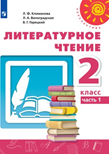 Л. Ф. Климанова
Л. А. Виноградская
В. Г. Горецкий
ЛИТЕРАТУРНОЕ
ЧТЕНИЕ
2
КЛАСС
ЧАСТЬ 1